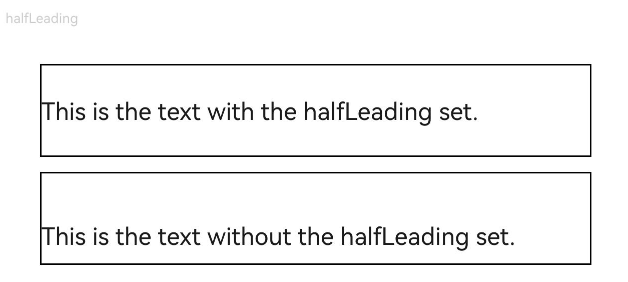 halfLeading
This is the text with the halfLeading set.
This is the text without the halfLeading set.